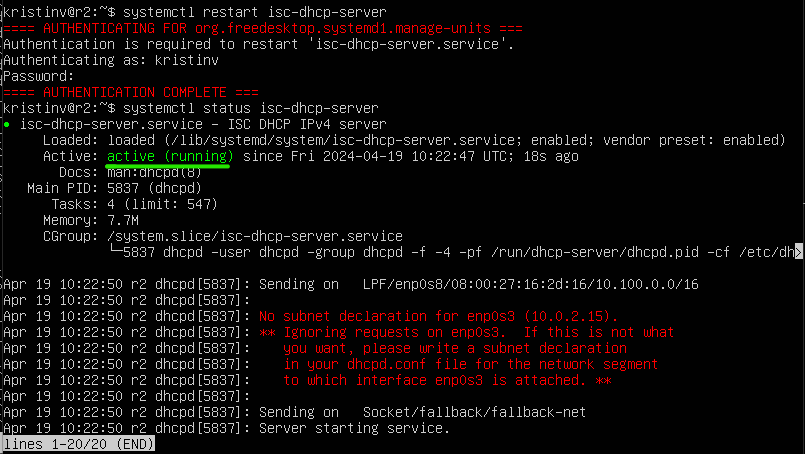 kristinv@r2:~$ systemctl restart isc-dhcp-server
==== AUTHENTICATING FOR org.freedesktop.systemd1.manage-units ===
Authentication is required to restart 'isc-dhcp-server.service'.
Authenticating as: kristinv
Password:
==== AUTHENTICATION COMPLETE ===
kristinv@r2:~$ systemctl status isc-dhcp-server
● isc-dhcp-server.service - ISC DHCP IPv4 server
     Loaded: loaded (/lib/systemd/system/isc-dhcp-server.service; enabled; vendor preset: enabled)
     Active: active (running) since Fri 2024-04-19 10:22:47 UTC; 18s ago
       Docs: man:dhcpd(8)
   Main PID: 5837 (dhcpd)
      Tasks: 4 (limit: 547)
     Memory: 7.7M
     CGroup: /system.slice/isc-dhcp-server.service
             └─5837 dhcpd -user dhcpd -group dhcpd -f -4 -pf /run/dhcp-server/dhcpd.pid -cf /etc/dh>
Apr 19 10:22:50 r2 dhcpd[5837]: Sending on   LPF/enp0s8/08:00:27:16:2d:16/10.100.0.0/16
Apr 19 10:22:50 r2 dhcpd[5837]:
Apr 19 10:22:50 r2 dhcpd[5837]: No subnet declaration for enp0s3 (10.0.2.15).
Apr 19 10:22:50 r2 dhcpd[5837]: ** Ignoring requests on enp0s3.  If this is not what
Apr 19 10:22:50 r2 dhcpd[5837]:    you want, please write a subnet declaration
Apr 19 10:22:50 r2 dhcpd[5837]:    in your dhcpd.conf file for the network segment
Apr 19 10:22:50 r2 dhcpd[5837]:    to which interface enp0s3 is attached. **
Apr 19 10:22:50 r2 dhcpd[5837]:
Apr 19 10:22:50 r2 dhcpd[5837]: Sending on   Socket/fallback/fallback-net
Apr 19 10:22:50 r2 dhcpd[5837]: Server starting service.
lines 1-20/20 (END)